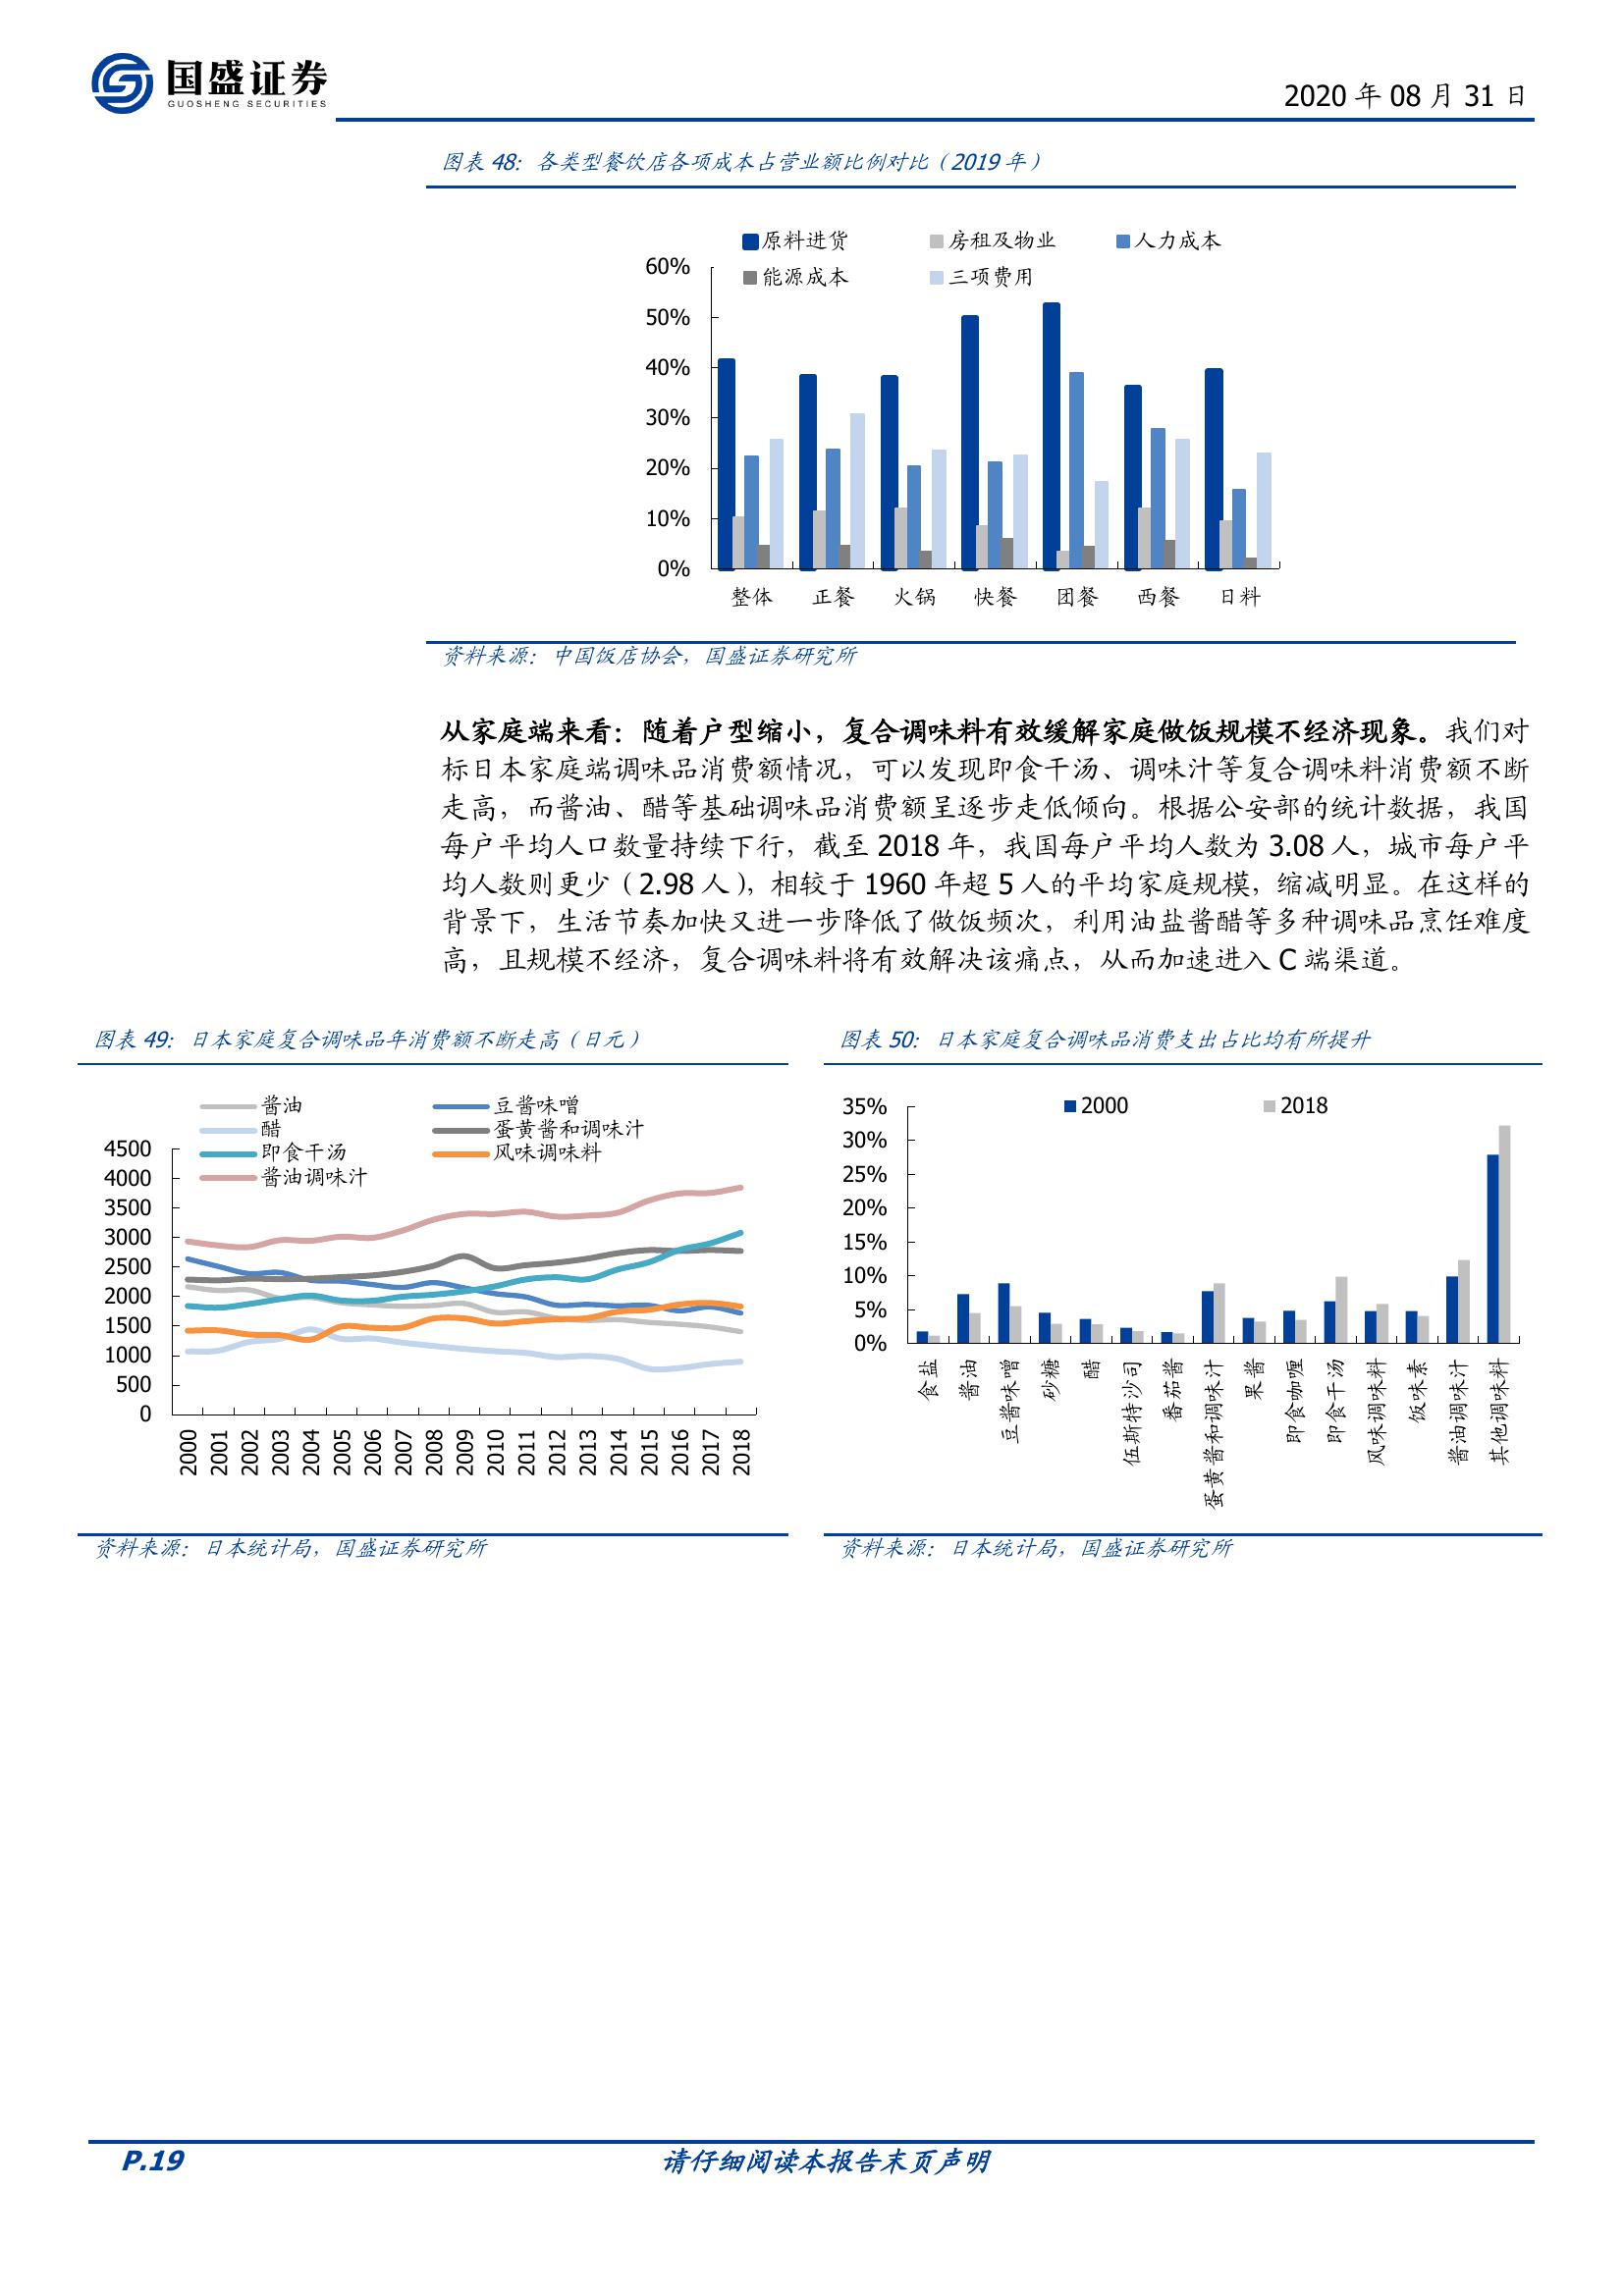 国盛证券
GUOSHENG SECURITIES
2020 年 08 月 31 日
图表 48：各类型餐饮店各项成本占营业额比例对比（2019 年）
原料进货 房租及物业 人力成本
能源成本 三项费用
60%
50%
40%
30%
20%
10%
0%
整体 正餐 火锅 快餐 团餐 西餐 日料
资料来源：中国饭店协会，国盛证券研究所
从家庭端来看：随着户型缩小，复合调味料有效缓解家庭做饭规模不经济现象。我们对
标日本家庭端调味品消费额情况，可以发现即食干汤、调味汁等复合调味料消费额不断
走高，而酱油、醋等基础调味品消费额呈逐步走低倾向。根据公安部的统计数据，我国
每户平均人口数量持续下行，截至 2018 年，我国每户平均人数为 3.08 人，城市每户平
均人数则更少（2.98 人），相较于 1960 年超 5 人的平均家庭规模，缩减明显。在这样的
背景下，生活节奏加快又进一步降低了做饭频次，利用油盐酱醋等多种调味品烹饪难度
高，且规模不经济，复合调味料将有效解决该痛点，从而加速进入 C 端渠道。
图表 49：日本家庭复合调味品年消费额不断走高（日元）
酱油 豆酱味噌
醋 蛋黄酱和调味汁
即食干汤 风味调味料
酱油调味汁
4500
4000
3500
3000
2500
2000
1500
1000
500
0
2000 2001 2002 2003 2004 2005 2006 2007 2008 2009 2010 2011 2012 2013 2014 2015 2016 2017 2018
资料来源：日本统计局，国盛证券研究所
图表 50：日本家庭复合调味品消费支出占比均有所提升
2000 2018
35%
30%
25%
20%
15%
10%
5%
0%
食盐 酱油 豆酱味噌 砂糖 醋 伍斯特沙司 番茄酱 蛋黄酱和调味汁 果酱 即食咖喱 即食干汤 风味调味料 饭味素 酱油调味汁 其他调味料
资料来源：日本统计局，国盛证券研究所
P.19
请仔细阅读本报告末页声明